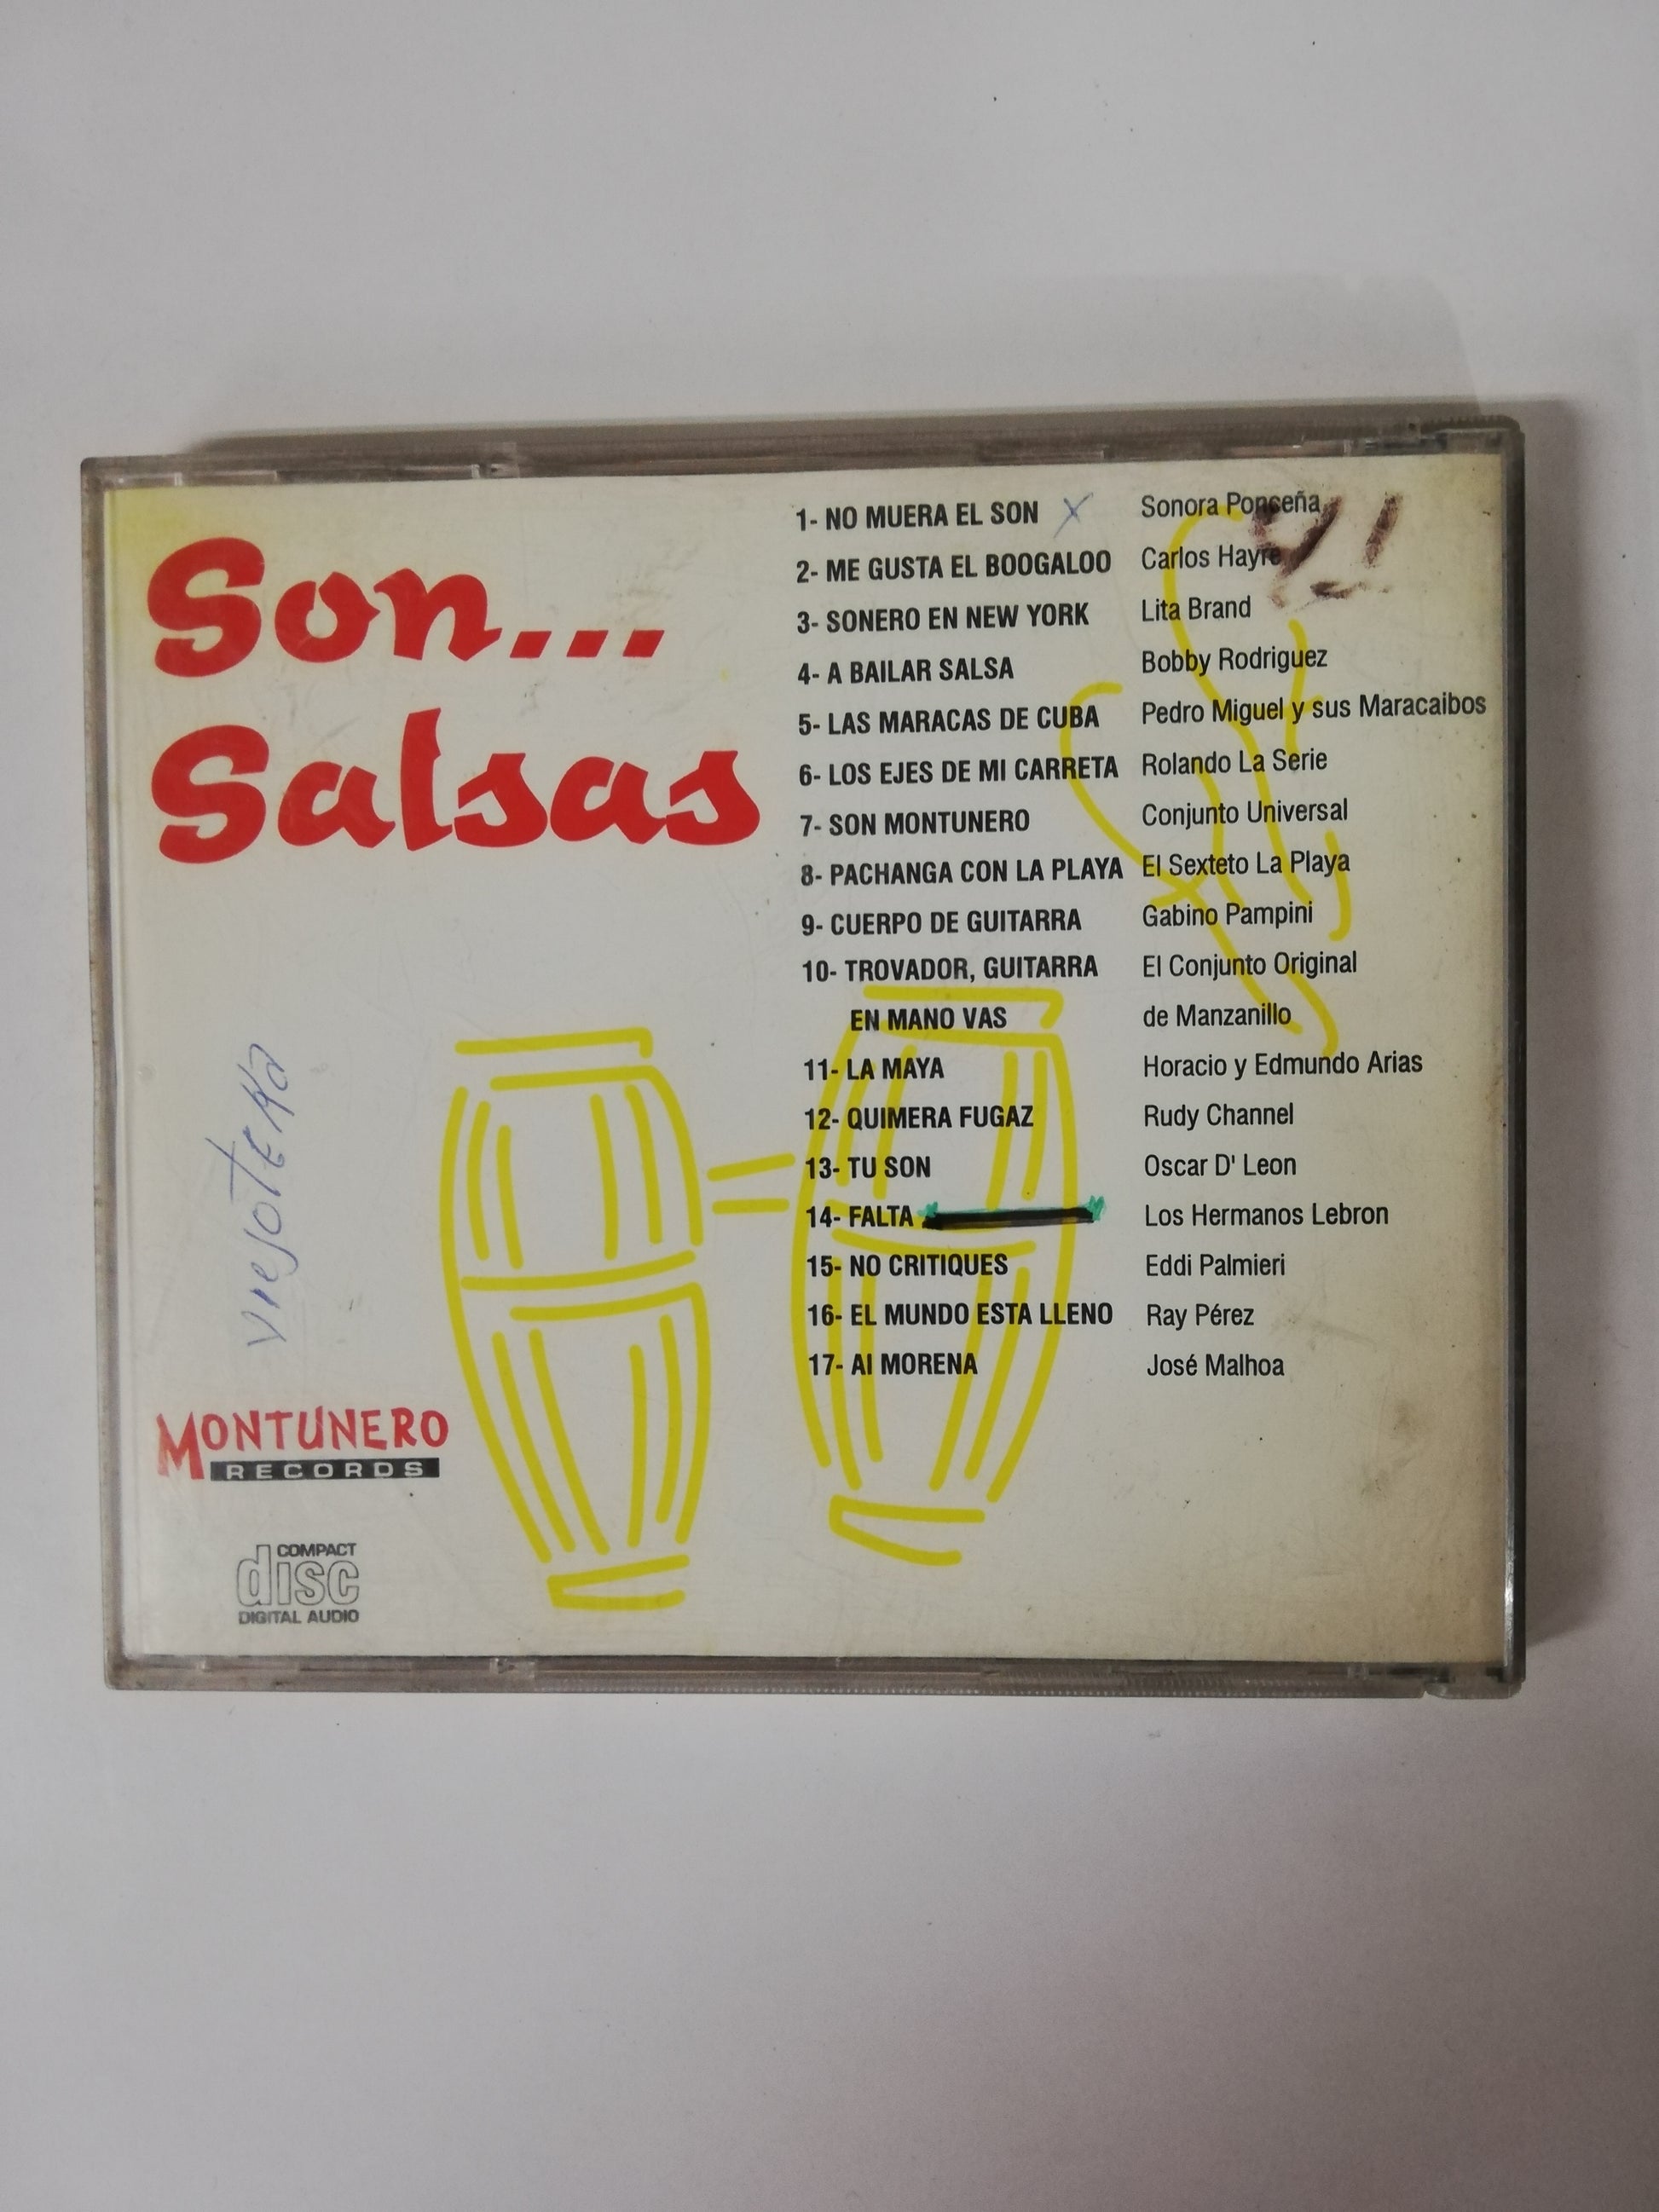 Son...
Salsas
1- NO MUERA EL SON X Sonora Ponceña
2- ME GUSTA EL BOOGALOO Carlos Hayre
3- SONERO EN NEW YORK Lita Brand
4- A BAILAR SALSA Bobby Rodriguez
5- LAS MARACAS DE CUBA Pedro Miguel y sus Maracaibos
6- LOS EJES DE MI CARRETA Rolando La Serie
7- SON MONTUNERO Conjunto Universal
8- PACHANGA CON LA PLAYA El Sexteto La Playa
9- CUERPO DE GUITARRA Gabino Pampini
10- TROVADOR, GUITARRA El Conjunto Original
EN MANO VAS de Manzanillo
11- LA MAYA Horacio y Edmundo Arias
12- QUIMERA FUGAZ Rudy Channel
13- TU SON Oscar D' Leon
14- FALTA Los Hermanos Lebron
15- NO CRITIQUES Eddi Palmieri
16- EL MUNDO ESTA LLENO Ray Pérez
17- AI MORENA José Malhoa
viejoteka
MONTUNERO
RECORDS
COMPACT
disc
DIGITAL AUDIO